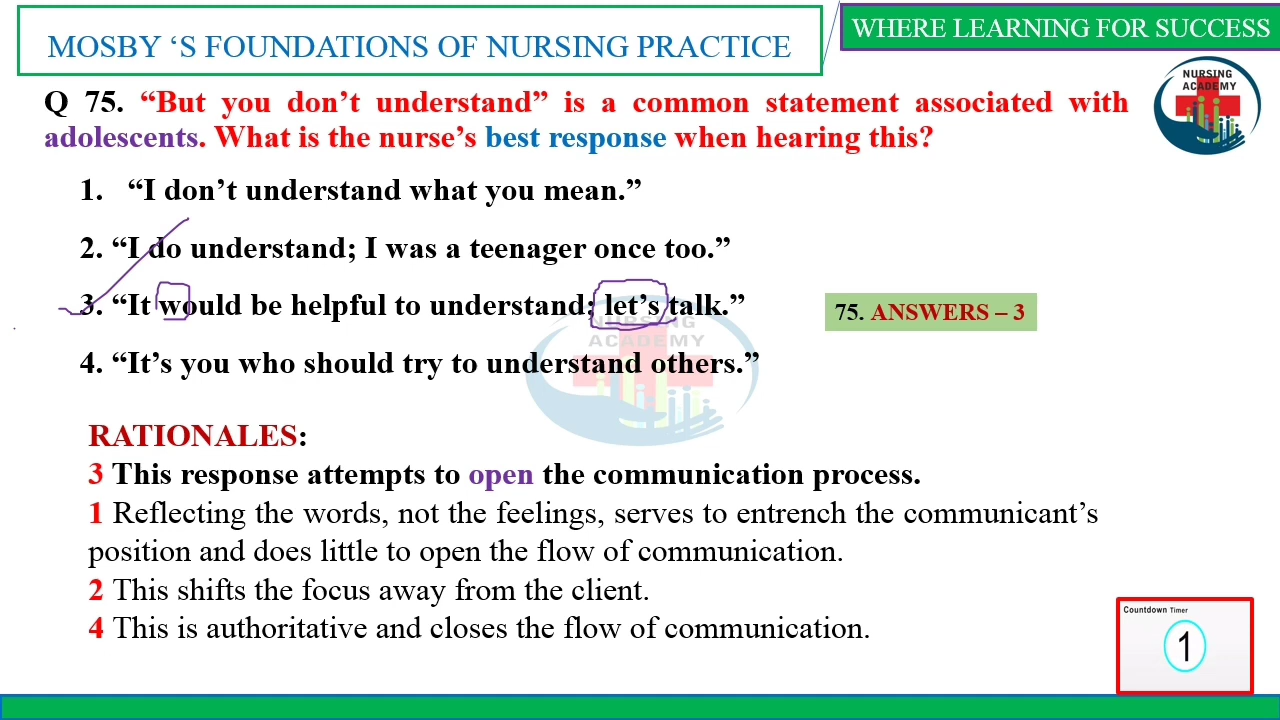 MOSBY ‘S FOUNDATIONS OF NURSING PRACTICE
WHERE LEARNING FOR SUCCESS
NURSING
ACADEMY
Q 75. “But you don’t understand” is a common statement associated with
adolescents. What is the nurse’s best response when hearing this?
1. “I don’t understand what you mean.”
2. “I do understand; I was a teenager once too.”
3. “It would be helpful to understand; let’s talk.”
75. ANSWERS – 3
NURSING
ACADEMY
4. “It’s you who should try to understand others.”
RATIONALES:
3 This response attempts to open the communication process.
1 Reflecting the words, not the feelings, serves to entrench the communicant’s
position and does little to open the flow of communication.
2 This shifts the focus away from the client.
4 This is authoritative and closes the flow of communication.
Countdown Timer
1